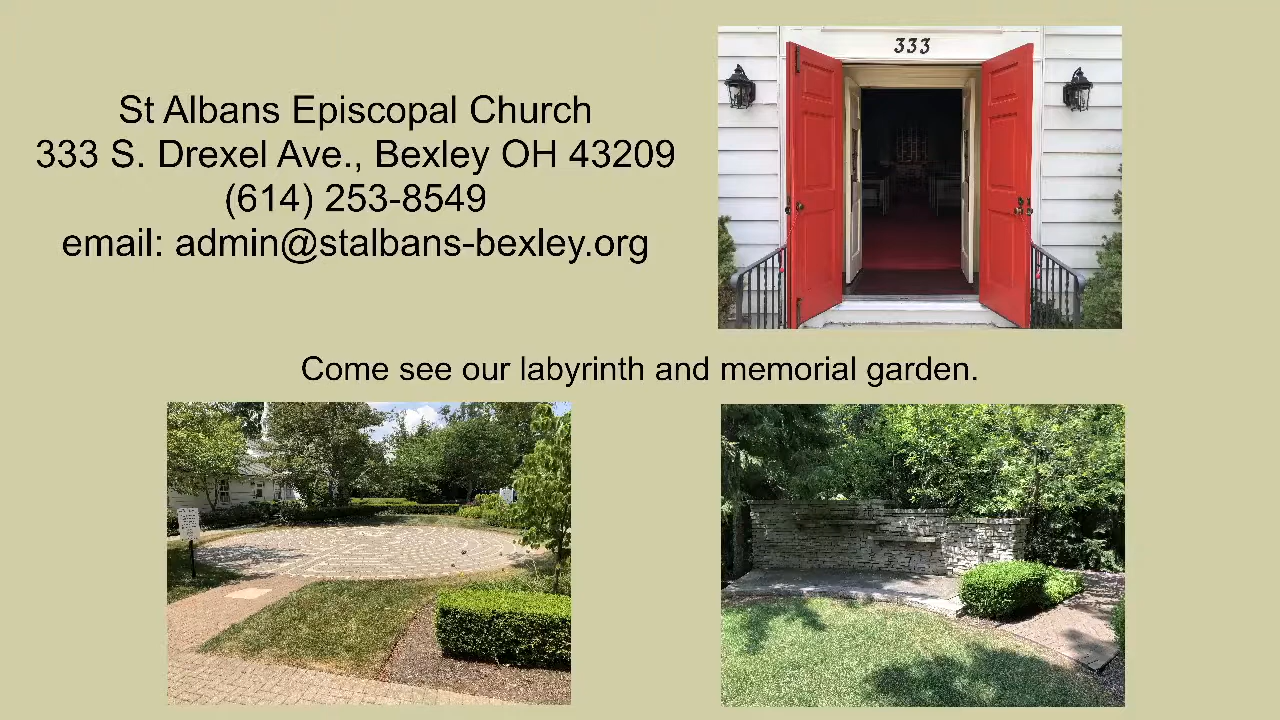 St Albans Episcopal Church
333 S. Drexel Ave., Bexley OH 43209
(614) 253-8549
email: admin@stalbans-bexley.org
333
Come see our labyrinth and memorial garden.